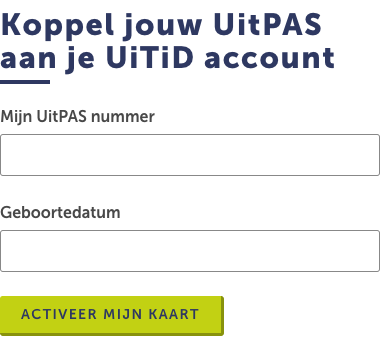 Koppel jouw UitPAS
aan je UiTiD account
Mijn UitPAS nummer
Geboortedatum
ACTIVEER MIJN KAART